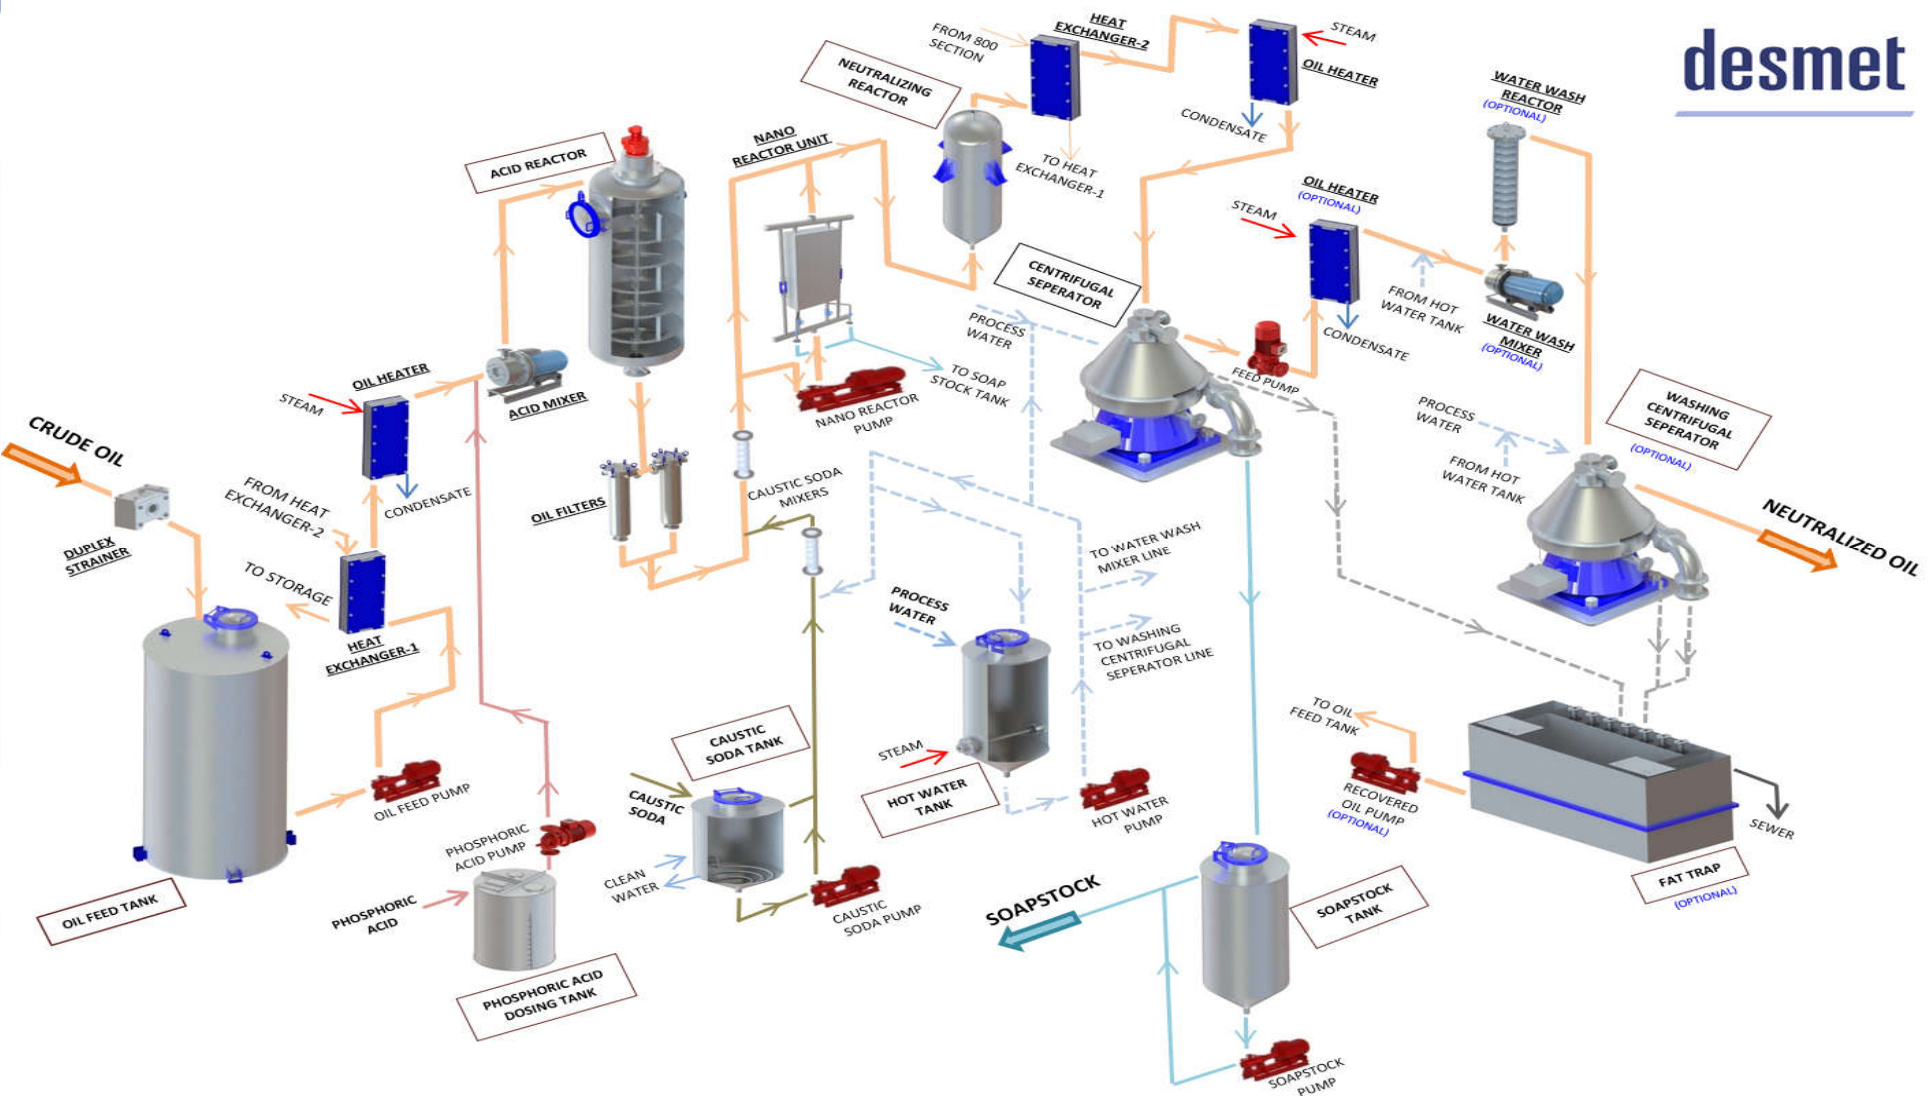 desmet
CRUDE OIL
DUPLEX
STRAINER
OIL FEED TANK
OIL FEED PUMP
TO STORAGE
HEAT
EXCHANGER-1
FROM HEAT
EXCHANGER-2
STEAM
OIL HEATER
CONDENSATE
ACID MIXER
ACID REACTOR
PHOSPHORIC
ACID
PHOSPHORIC
ACID PUMP
PHOSPHORIC ACID
DOSING TANK
OIL FILTERS
CAUSTIC SODA
MIXERS
CAUSTIC
SODA
CAUSTIC
SODA TANK
CLEAN
WATER
CAUSTIC
SODA PUMP
NANO
REACTOR UNIT
NANO REACTOR
PUMP
TO SOAP
STOCK TANK
NEUTRALIZING
REACTOR
FROM 800
SECTION
HEAT
EXCHANGER-2
TO HEAT
EXCHANGER-1
STEAM
OIL HEATER
CONDENSATE
CENTRIFUGAL
SEPERATOR
PROCESS
WATER
FEED PUMP
STEAM
OIL HEATER
(OPTIONAL)
CONDENSATE
FROM HOT
WATER TANK
WATER WASH
MIXER
(OPTIONAL)
WATER WASH
REACTOR
(OPTIONAL)
PROCESS
WATER
FROM HOT
WATER TANK
WASHING
CENTRIFUGAL
SEPERATOR
(OPTIONAL)
NEUTRALIZED OIL
PROCESS
WATER
STEAM
HOT WATER
TANK
HOT WATER
PUMP
TO WATER WASH
MIXER LINE
TO WASHING
CENTRIFUGAL
SEPERATOR LINE
TO OIL
FEED TANK
RECOVERED
OIL PUMP
(OPTIONAL)
SEWER
FAT TRAP
(OPTIONAL)
SOAPSTOCK
SOAPSTOCK
TANK
SOAPSTOCK
PUMP